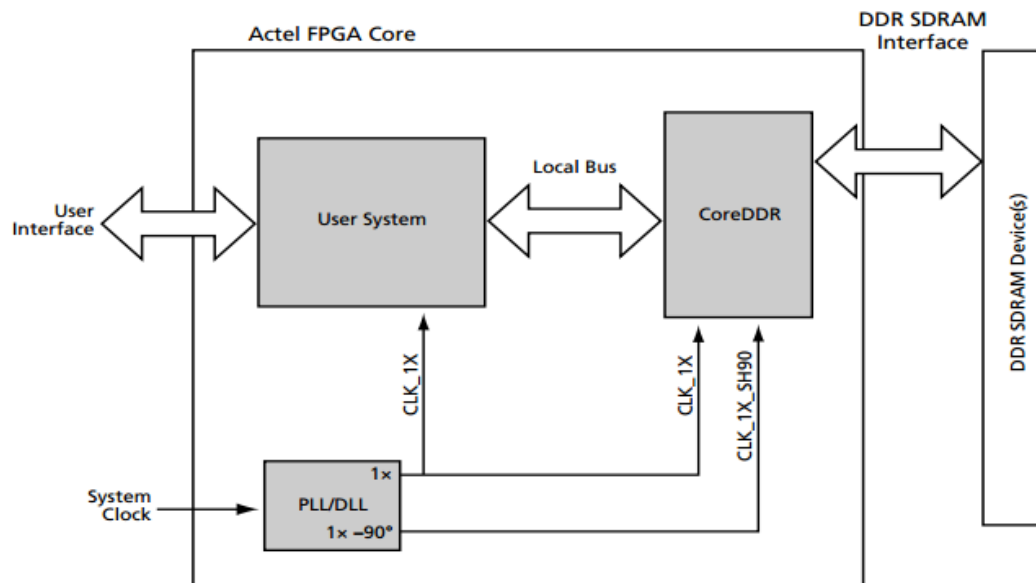 Actel FPGA Core
DDR SDRAM
Interface
Local Bus
User
Interface
User System
CoreDDR
DDR SDRAM Device(s)
CLK_1X
CLK_1X
CLK_1X_SH90
System
Clock
1×
PLL/DLL
1× –90°